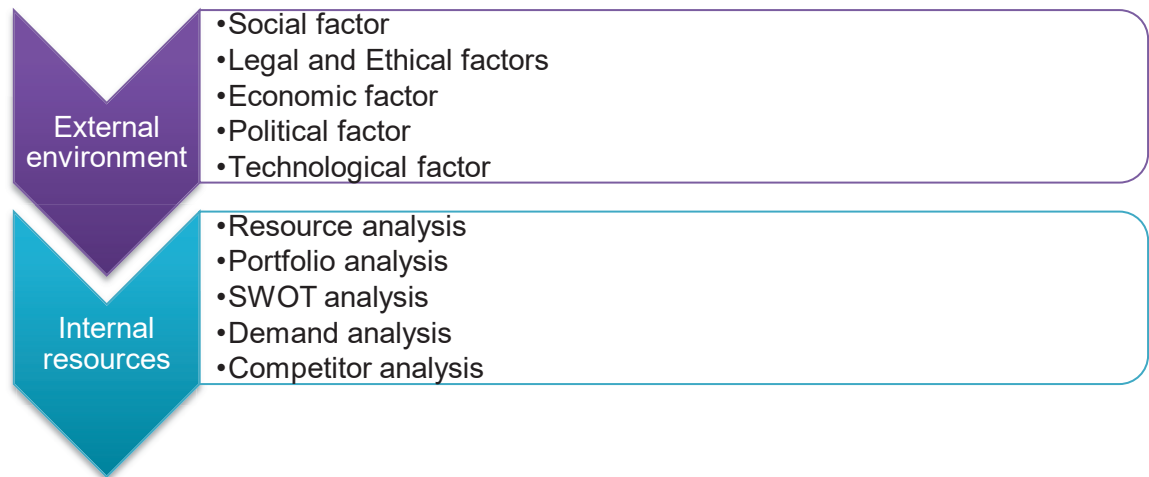 External
environment
•Social factor
•Legal and Ethical factors
•Economic factor
•Political factor
•Technological factor
Internal
resources
•Resource analysis
•Portfolio analysis
•SWOT analysis
•Demand analysis
•Competitor analysis